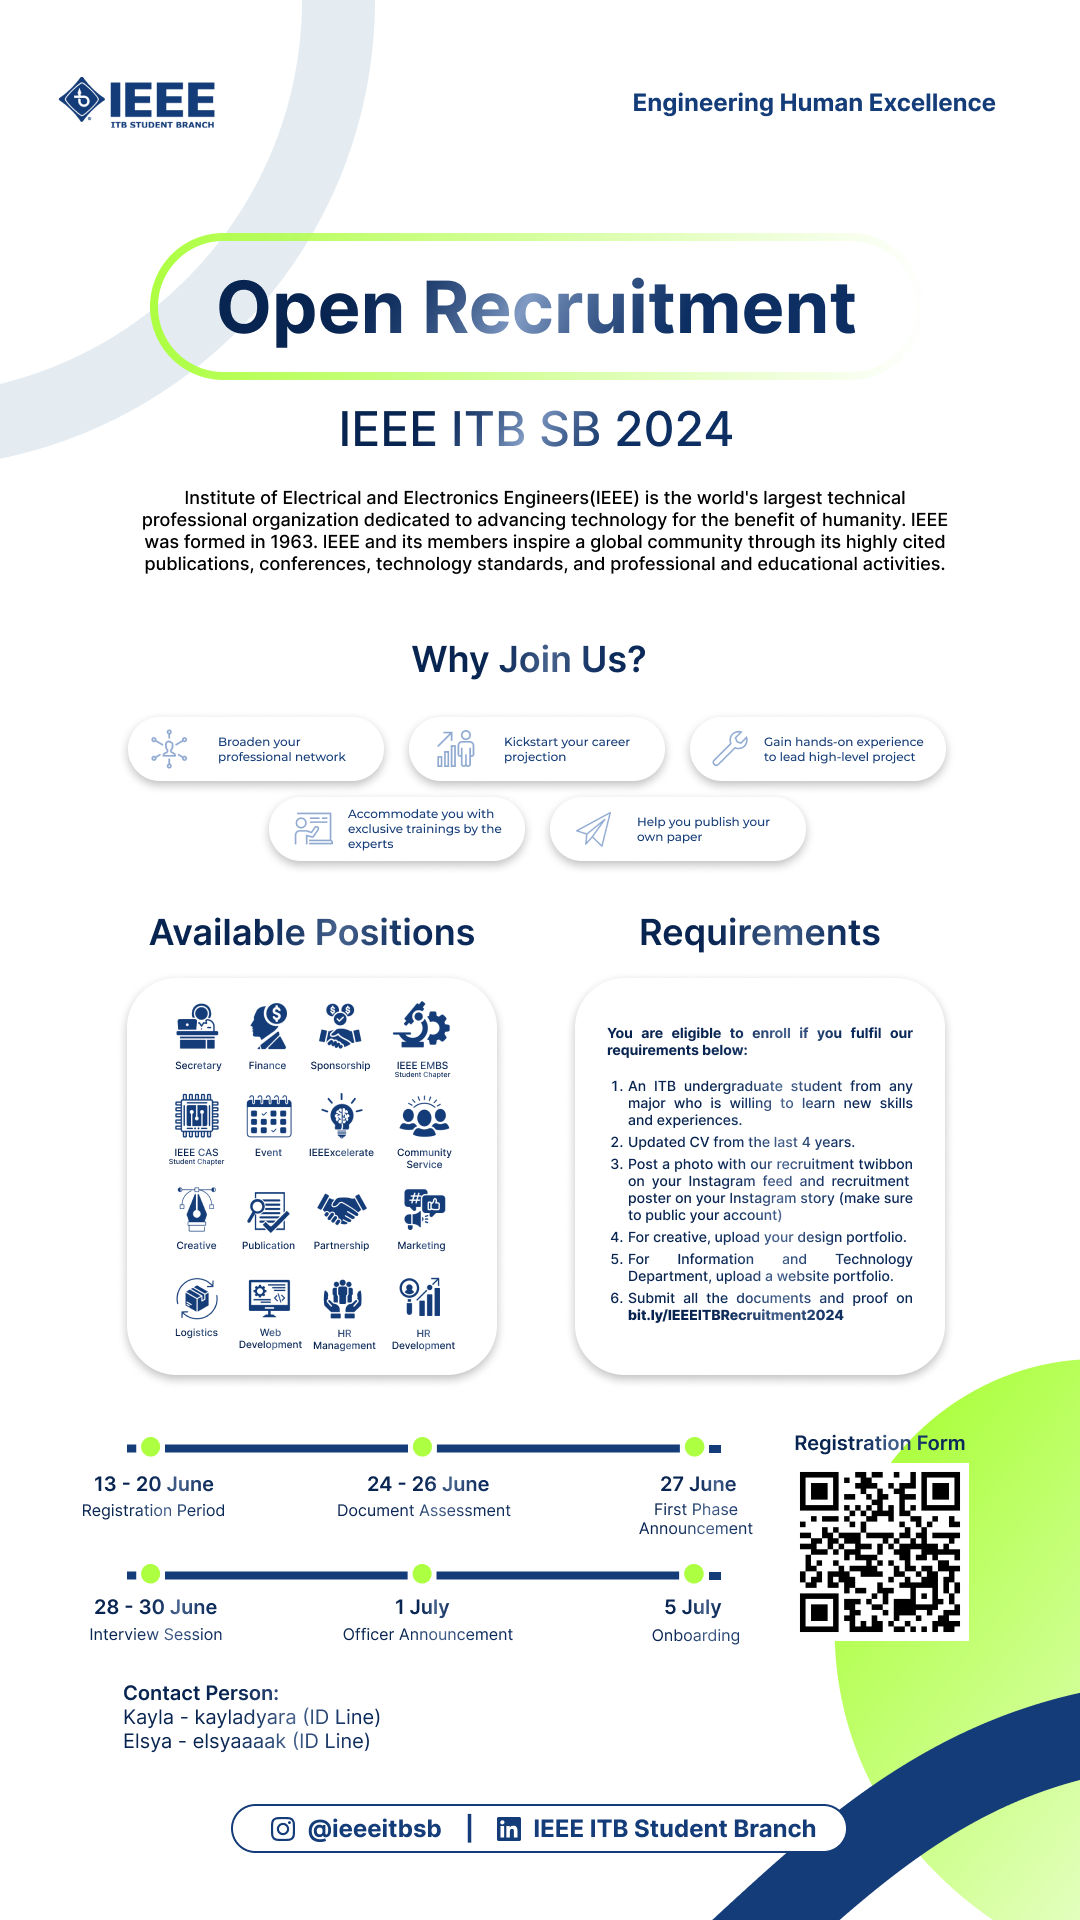 IEEE
ITB STUDENT BRANCH
Engineering Human Excellence
Open Recruitment
IEEE ITB SB 2024
Institute of Electrical and Electronics Engineers(IEEE) is the world's largest technical
professional organization dedicated to advancing technology for the benefit of humanity. IEEE
was formed in 1963. IEEE and its members inspire a global community through its highly cited
publications, conferences, technology standards, and professional and educational activities.
Why Join Us?
Broaden your
professional network
Kickstart your career
projection
Gain hands-on experience
to lead high-level project
Accommodate you with
exclusive trainings by the
experts
Help you publish your
own paper
Available Positions
Secretary
Finance
Sponsorship
IEEE EMBS
Student Chapter
IEEE CAS
Student Chapter
Event
IEEExcelerate
Community
Service
Creative
Publication
Partnership
Marketing
Logistics
Web
Development
HR
Management
HR
Development
Requirements
You are eligible to enroll if you fulfil our
requirements below:
1. An ITB undergraduate student from any
major who is willing to learn new skills
and experiences.
2. Updated CV from the last 4 years.
3. Post a photo with our recruitment twibbon
on your Instagram feed and recruitment
poster on your Instagram story (make sure
to public your account)
4. For creative, upload your design portfolio.
5. For Information and Technology
Department, upload a website portfolio.
6. Submit all the documents and proof on
bit.ly/IEEEITBRecruitment2024
13 - 20 June
Registration Period
24 - 26 June
Document Assessment
27 June
First Phase
Announcement
28 - 30 June
Interview Session
1 July
Officer Announcement
5 July
Onboarding
Registration Form
Contact Person:
Kayla - kayladyara (ID Line)
Elsya - elsyaaaak (ID Line)
@ieeeitbsb | IEEE ITB Student Branch